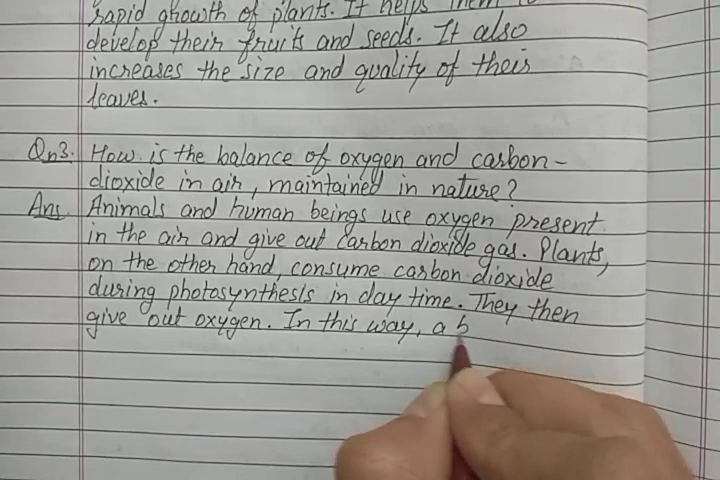 rapid growth of plants. It helps them to
develop their fruits and seeds. It also
increases the size and quality of their
leaves.
Qn3. How is the balance of oxygen and carbon-
dioxide in air, maintained in nature?
Ans. Animals and human beings use oxygen present
in the air and give out carbon dioxide gas. Plants,
on the other hand, consume carbon dioxide
during photosynthesis in day time. They then
give out oxygen. In this way, a b